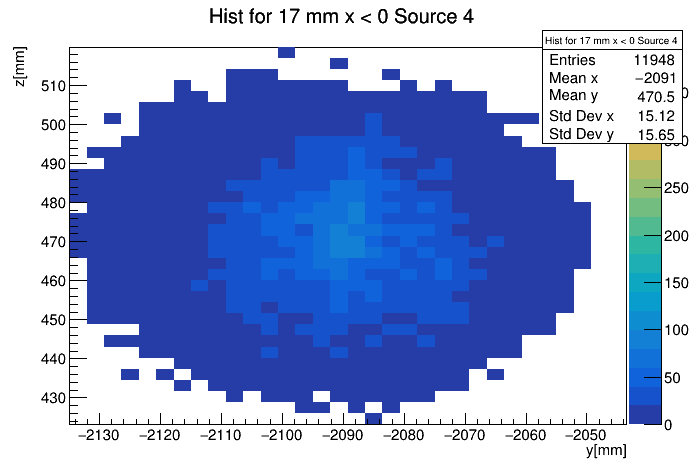 Hist for 17 mm x < 0 Source 4
Hist for 17 mm x < 0 Source 4
Entries 11948
Mean x −2091
Mean y 470.5
Std Dev x 15.12
Std Dev y 15.65
z[mm]
510
500
490
480
470
460
450
440
430
250
200
150
100
50
0
−2130 −2120 −2110 −2100 −2090 −2080 −2070 −2060 −2050
y[mm]